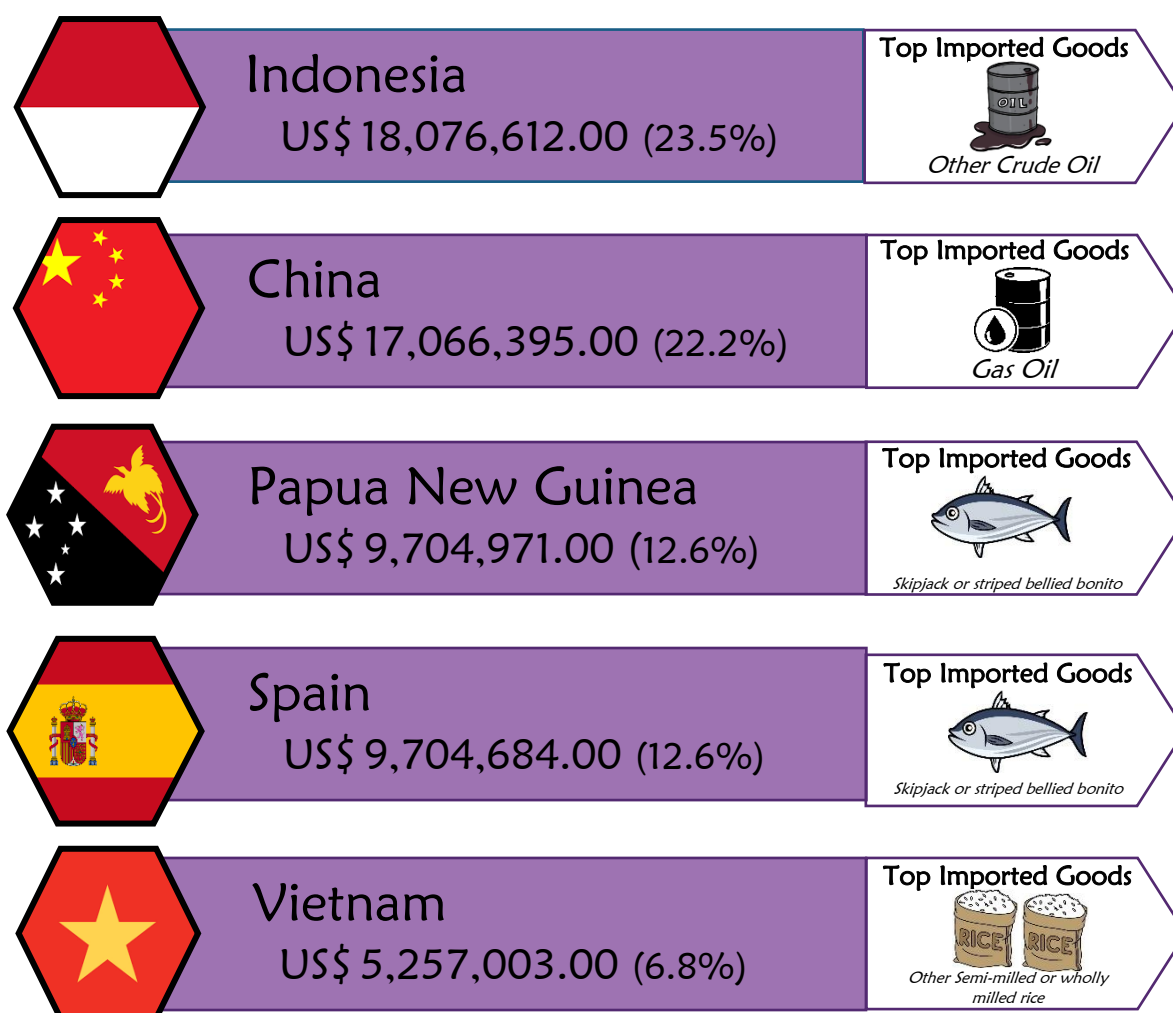 Indonesia
US$ 18,076,612.00 (23.5%)
Top Imported Goods
OIL
Other Crude Oil
China
US$ 17,066,395.00 (22.2%)
Top Imported Goods
Gas Oil
Papua New Guinea
US$ 9,704,971.00 (12.6%)
Top Imported Goods
Skipjack or striped bellied bonito
Spain
US$ 9,704,684.00 (12.6%)
Top Imported Goods
Skipjack or striped bellied bonito
Vietnam
US$ 5,257,003.00 (6.8%)
Top Imported Goods
RICE RICE
Other Semi-milled or wholly
milled rice